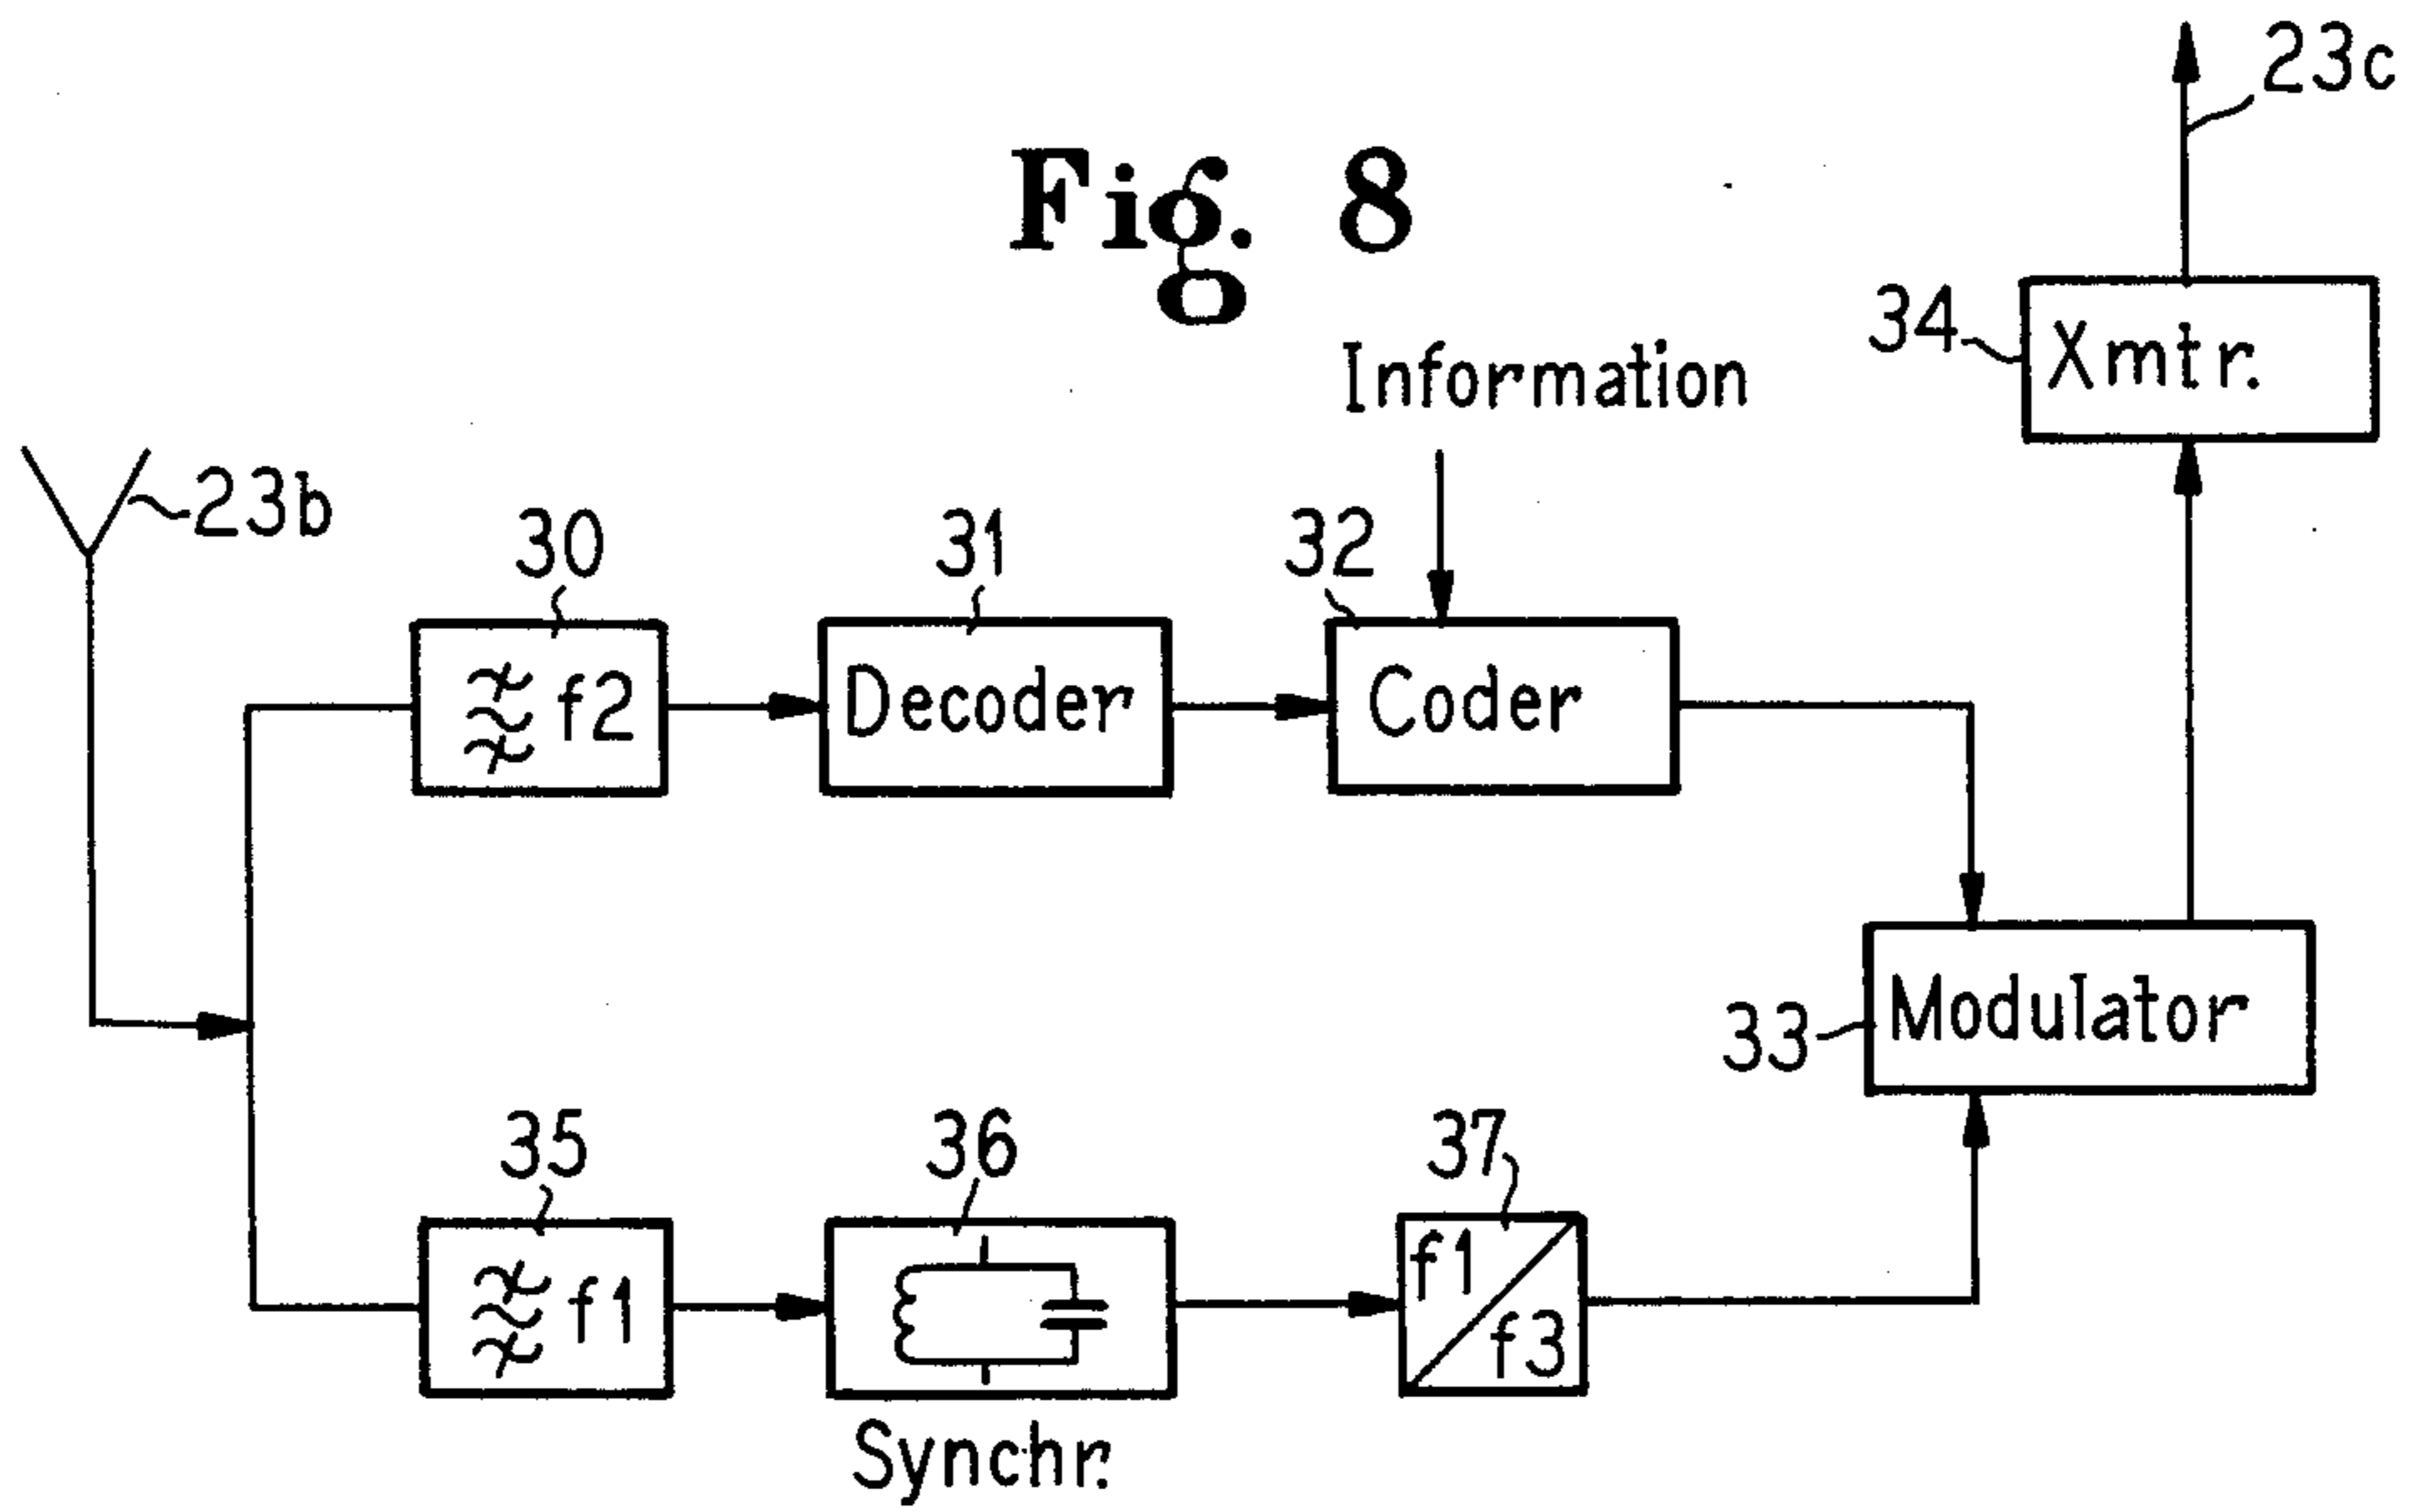 Fig. 8
23c
34
Xmtr.
Information
23b
30
31
32
f2
Decoder
Coder
33
Modulator
35
36
37
f1
f1
f3
Synchr.